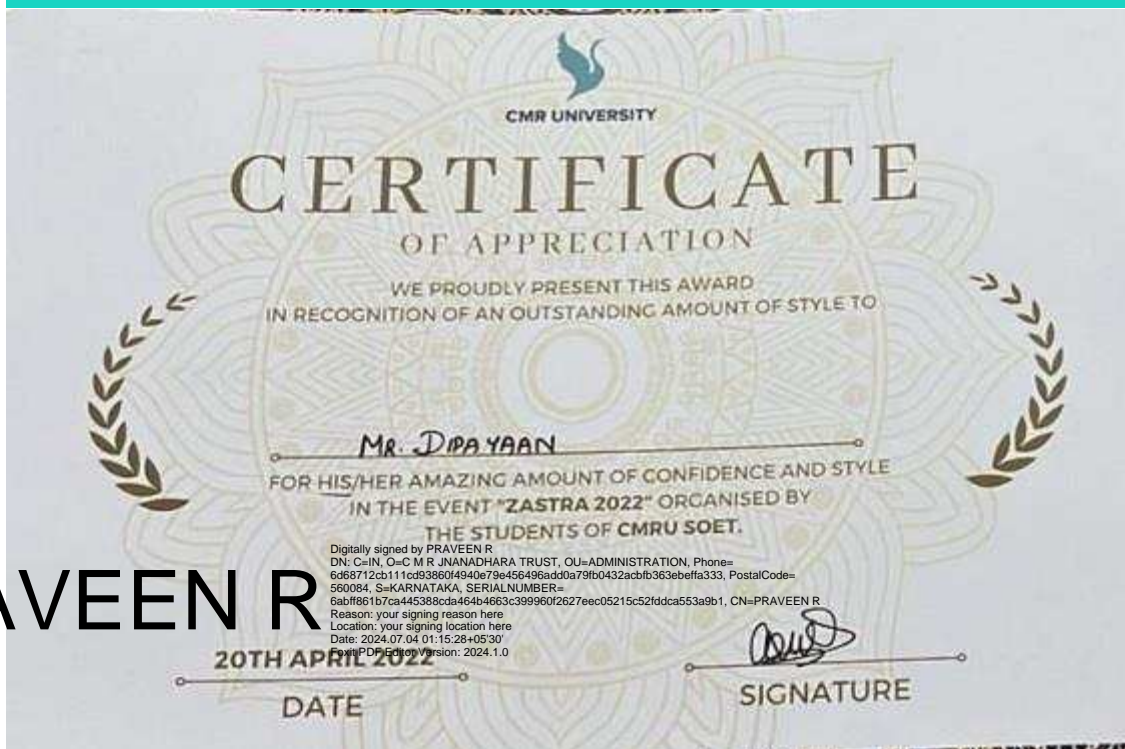 CMR UNIVERSITY
CERTIFICATE
OF APPRECIATION
WE PROUDLY PRESENT THIS AWARD
IN RECOGNITION OF AN OUTSTANDING AMOUNT OF STYLE TO
MR. DIPAYAAN
FOR HIS/HER AMAZING AMOUNT OF CONFIDENCE AND STYLE
IN THE EVENT "ZASTRA 2022" ORGANISED BY
THE STUDENTS OF CMRU SOET.
AVEEN R
Digitally signed by PRAVEEN R
DN: C=IN, O=C M R JNANADHARA TRUST, OU=ADMINISTRATION, Phone=
6d68712cb111cd93860f4940e79e456496add0a79fb0432acbfb363ebeffa333, PostalCode=
560084, S=KARNATAKA, SERIALNUMBER=
6abff861b7ca445388cda464b4663c399960f2627eec05215c52fddca553a9b1, CN=PRAVEEN R
Reason: your signing reason here
Location: your signing location here
Date: 2024.07.04 01:15:28+05'30'
Foxit PDF Editor Version: 2024.1.0
20TH APRIL 2022
DATE
SIGNATURE